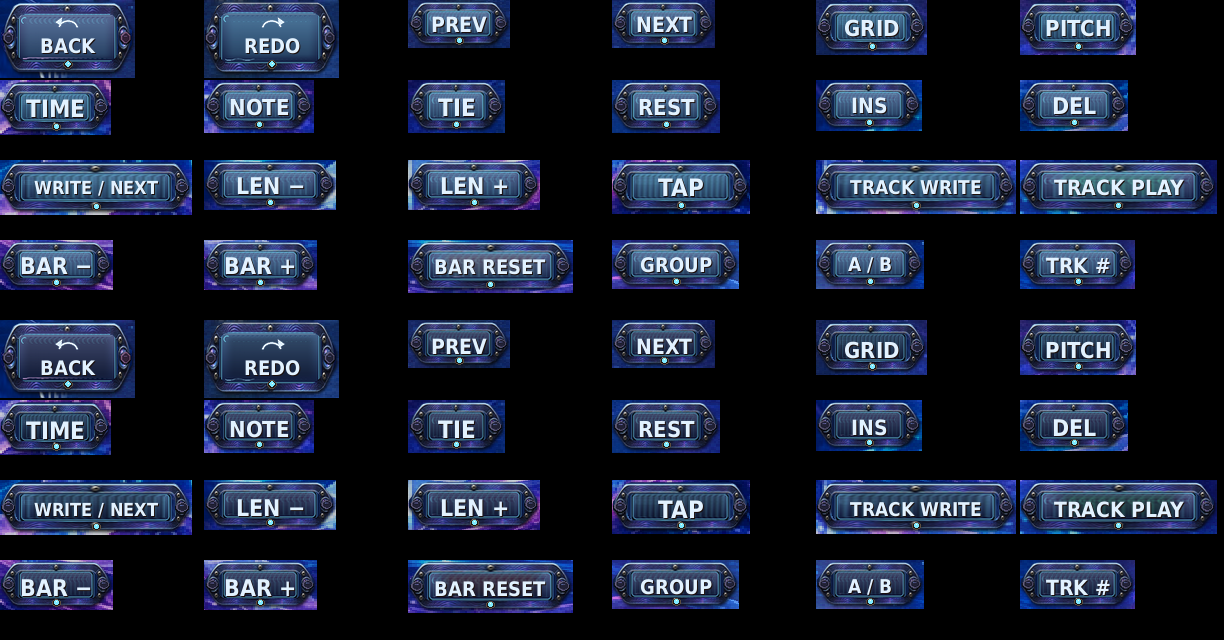 BACK REDO PREV NEXT GRID PITCH
TIME NOTE TIE REST INS DEL
WRITE / NEXT LEN − LEN + TAP TRACK WRITE TRACK PLAY
BAR − BAR + BAR RESET GROUP A / B TRK #
BACK REDO PREV NEXT GRID PITCH
TIME NOTE TIE REST INS DEL
WRITE / NEXT LEN − LEN + TAP TRACK WRITE TRACK PLAY
BAR − BAR + BAR RESET GROUP A / B TRK #